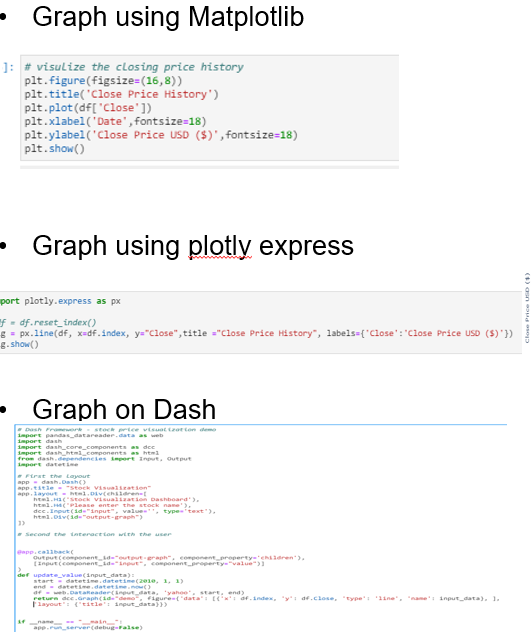 • Graph using Matplotlib
]: # visulize the closing price history
plt.figure(figsize=(16,8))
plt.title('Close Price History')
plt.plot(df['Close'])
plt.xlabel('Date',fontsize=18)
plt.ylabel('Close Price USD ($)',fontsize=18)
plt.show()
• Graph using plotly express
Close Price USD ($)
port plotly.express as px
f = df.reset_index()
g = px.line(df, x=df.index, y="Close",title ="Close Price History", labels={'Close':'Close Price USD ($)'})
g.show()
• Graph on Dash
# Dash Framework - stock price visualization demo
import pandas_datareader.data as web
import dash
import dash_core_components as dcc
import dash_html_components as html
from dash.dependencies import Input, Output
import datetime
# First the Layout
app = dash.Dash()
app.title = "Stock Visualization"
app.layout = html.Div(children=[
html.H1('Stock Visualization Dashboard'),
html.H4('Please enter the stock name'),
dcc.Input(id="input", value='', type='text'),
html.Div(id="output-graph")
])
# Second the interaction with the user
@app.callback(
Output(component_id="output-graph", component_property='children'),
[Input(component_id="input", component_property="value")]
)
def update_value(input_data):
start = datetime.datetime(2010, 1, 1)
end = datetime.datetime.now()
df = web.DataReader(input_data, 'yahoo', start, end)
return dcc.Graph(id="demo", figure={'data': [{'x': df.index, 'y': df.Close, 'type': 'line', 'name': input_data}, ],
'layout': {'title': input_data}})
if __name__ == "__main__":
app.run_server(debug=False)